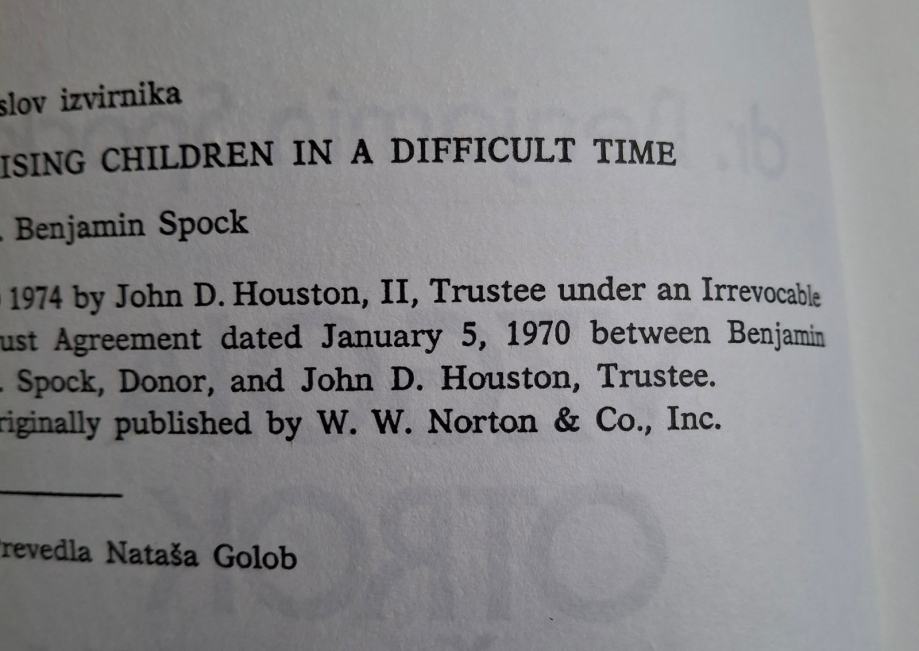 slov izvirnika
ISING CHILDREN IN A DIFFICULT TIME
. Benjamin Spock
1974 by John D. Houston, II, Trustee under an Irrevocable
ust Agreement dated January 5, 1970 between Benjamin
. Spock, Donor, and John D. Houston, Trustee.
riginally published by W. W. Norton & Co., Inc.
revedla Nataša Golob